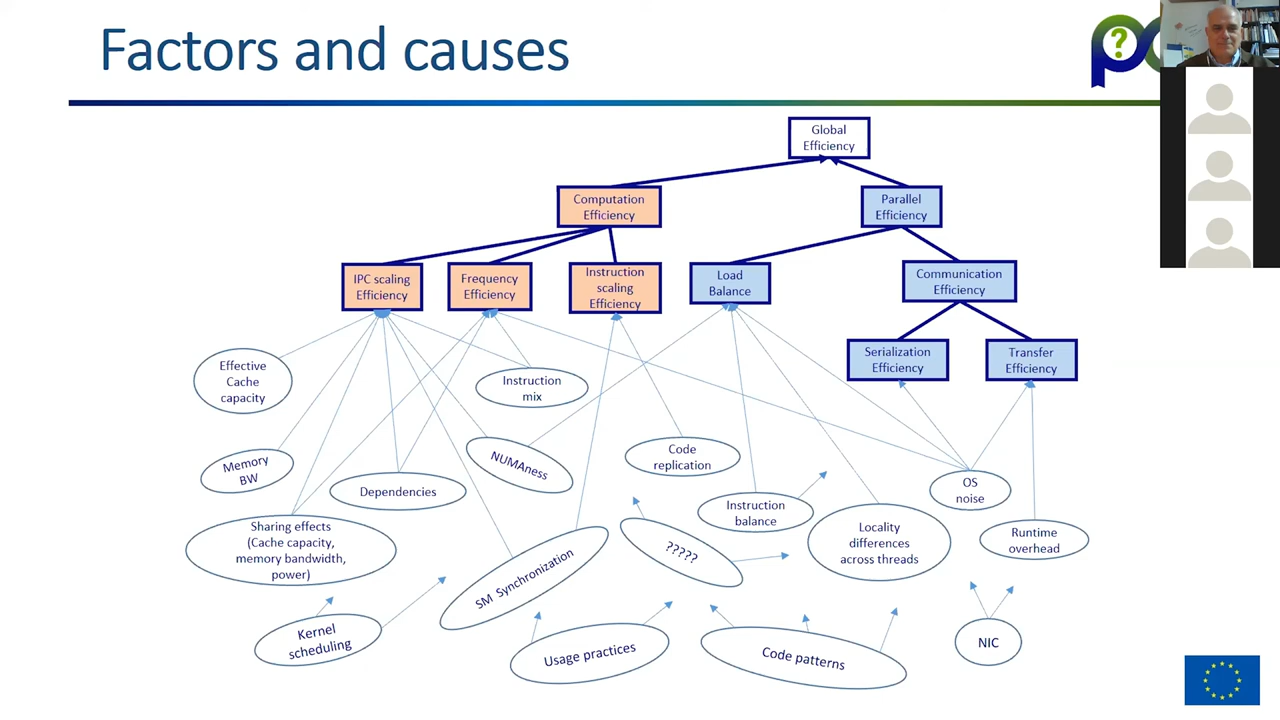 Factors and causes
?
Global
Efficiency
Computation
Efficiency
Parallel
Efficiency
IPC scaling
Efficiency
Frequency
Efficiency
Instruction
scaling
Efficiency
Load
Balance
Communication
Efficiency
Serialization
Efficiency
Transfer
Efficiency
Effective
Cache
capacity
Instruction
mix
Memory
BW
Dependencies
NUMAness
Code
replication
Instruction
balance
OS
noise
Sharing effects
(Cache capacity,
memory bandwidth,
power)
SM Synchronization
?????
Locality
differences
across threads
Runtime
overhead
Kernel
scheduling
Usage practices
Code patterns
NIC